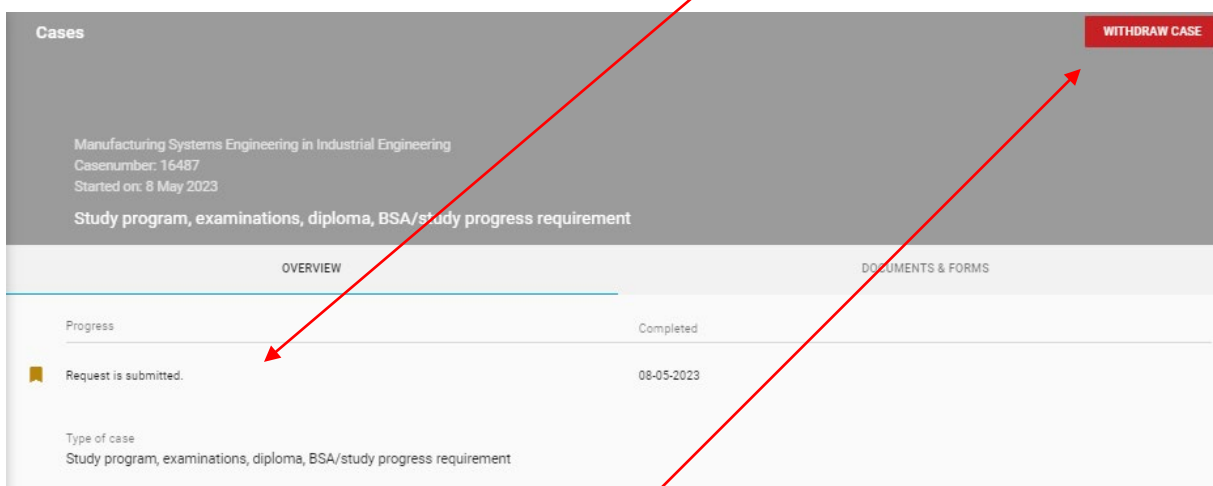 Cases
WITHDRAW CASE
Manufacturing Systems Engineering in Industrial Engineering
Casenumber: 16487
Started on: 8 May 2023
Study program, examinations, diploma, BSA/study progress requirement
OVERVIEW
DOCUMENTS & FORMS
Progress
Completed
Request is submitted.
08-05-2023
Type of case
Study program, examinations, diploma, BSA/study progress requirement